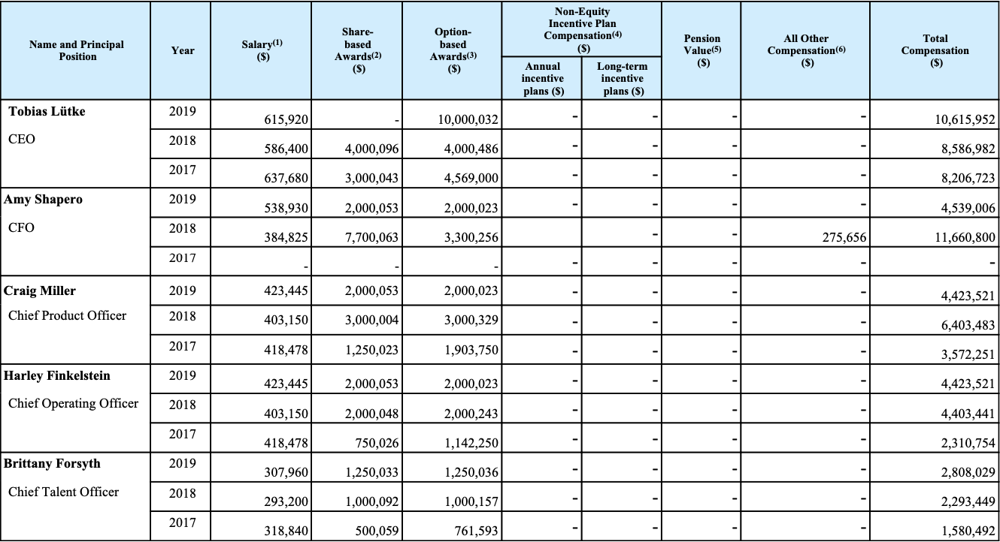 Name and Principal Position Year Salary(1) ($) Share-based Awards(2) ($) Option-based Awards(3) ($) Non-Equity Incentive Plan Compensation(4) ($) Pension Value(5) ($) All Other Compensation(6) ($) Total Compensation ($)
Annual incentive plans ($) Long-term incentive plans ($)
Tobias Lütke 2019 615,920 - 10,000,032 - - - - 10,615,952
CEO 2018 586,400 4,000,096 4,000,486 - - - - 8,586,982
2017 637,680 3,000,043 4,569,000 - - - - 8,206,723
Amy Shapero 2019 538,930 2,000,053 2,000,023 - - - - 4,539,006
CFO 2018 384,825 7,700,063 3,300,256 - - 275,656 11,660,800
2017 - - - - - - - -
Craig Miller 2019 423,445 2,000,053 2,000,023 - - - - 4,423,521
Chief Product Officer 2018 403,150 3,000,004 3,000,329 - - - - 6,403,483
2017 418,478 1,250,023 1,903,750 - - - - 3,572,251
Harley Finkelstein 2019 423,445 2,000,053 2,000,023 - - - - 4,423,521
Chief Operating Officer 2018 403,150 2,000,048 2,000,243 - - - - 4,403,441
2017 418,478 750,026 1,142,250 - - - - 2,310,754
Brittany Forsyth 2019 307,960 1,250,033 1,250,036 - - - - 2,808,029
Chief Talent Officer 2018 293,200 1,000,092 1,000,157 - - - - 2,293,449
2017 318,840 500,059 761,593 - - - - 1,580,492